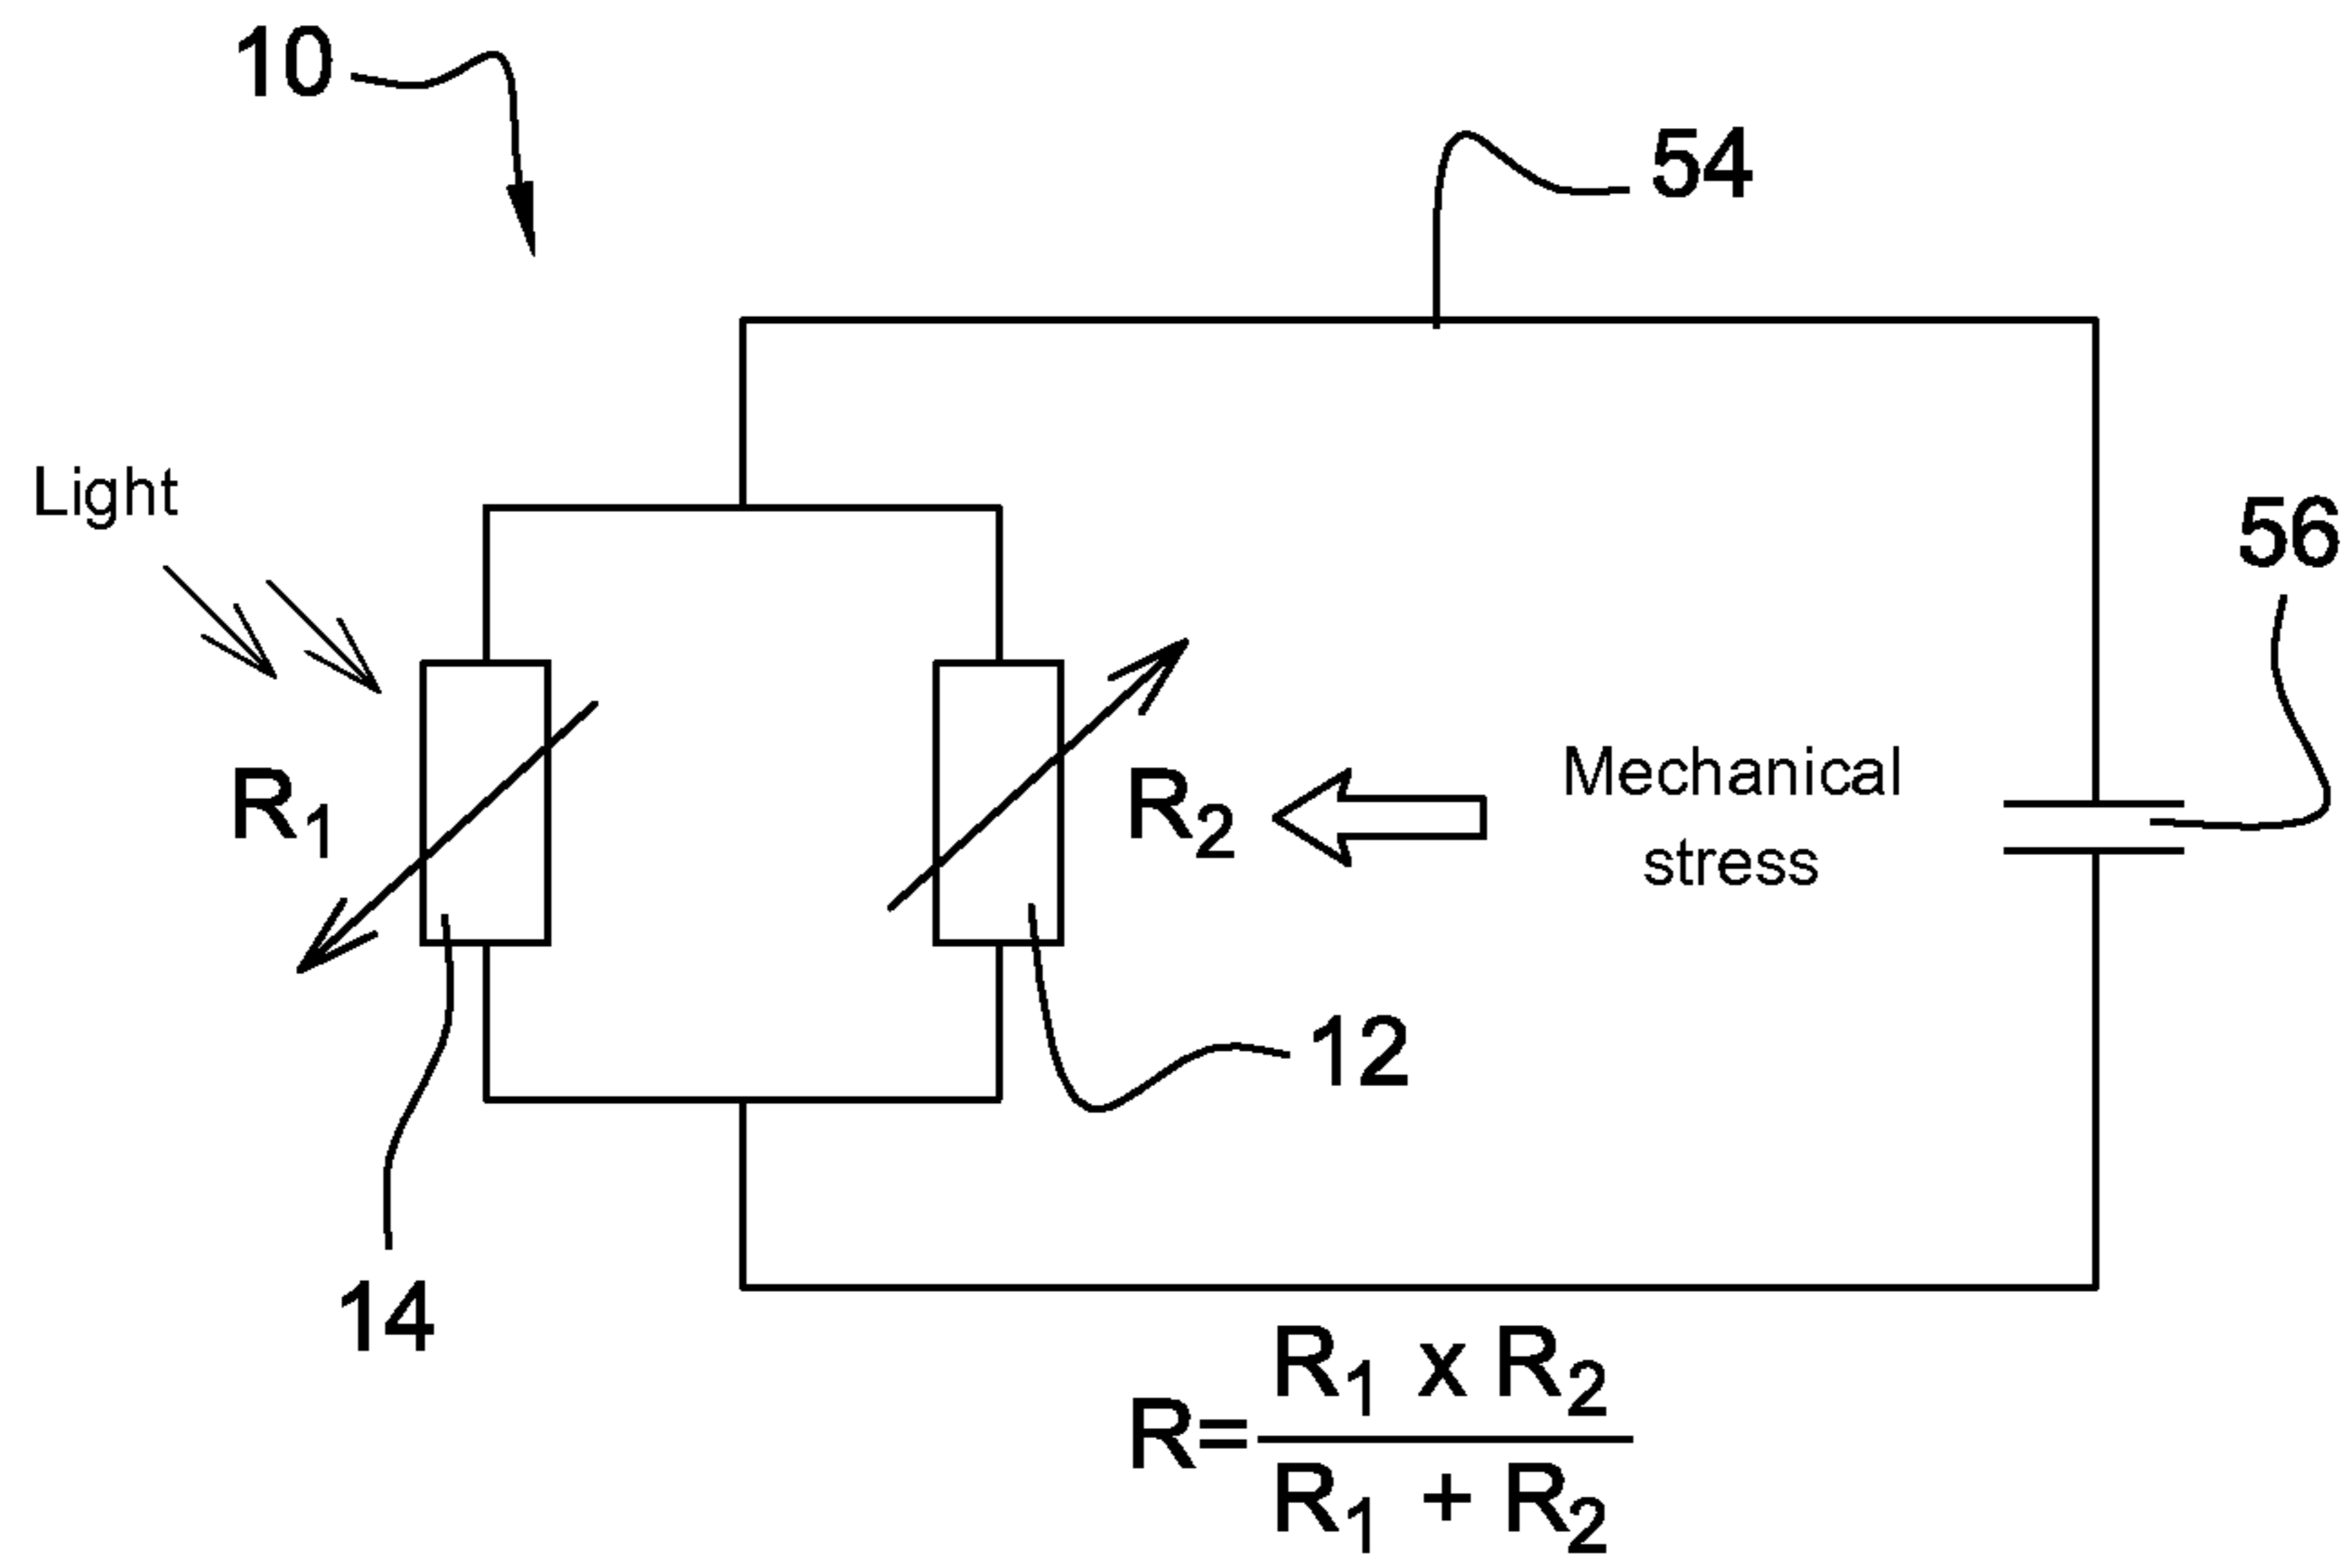 10
54
Light
56
R1
R2
Mechanical
stress
12
14
R= R1 x R2
R1 + R2